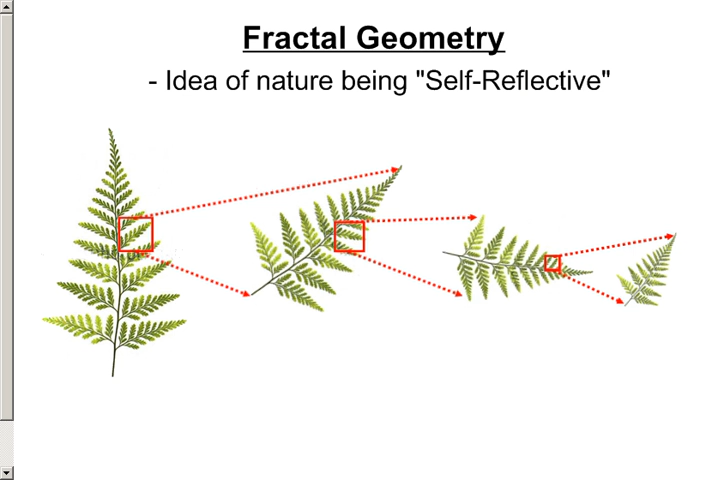 Fractal Geometry
- Idea of nature being "Self-Reflective"